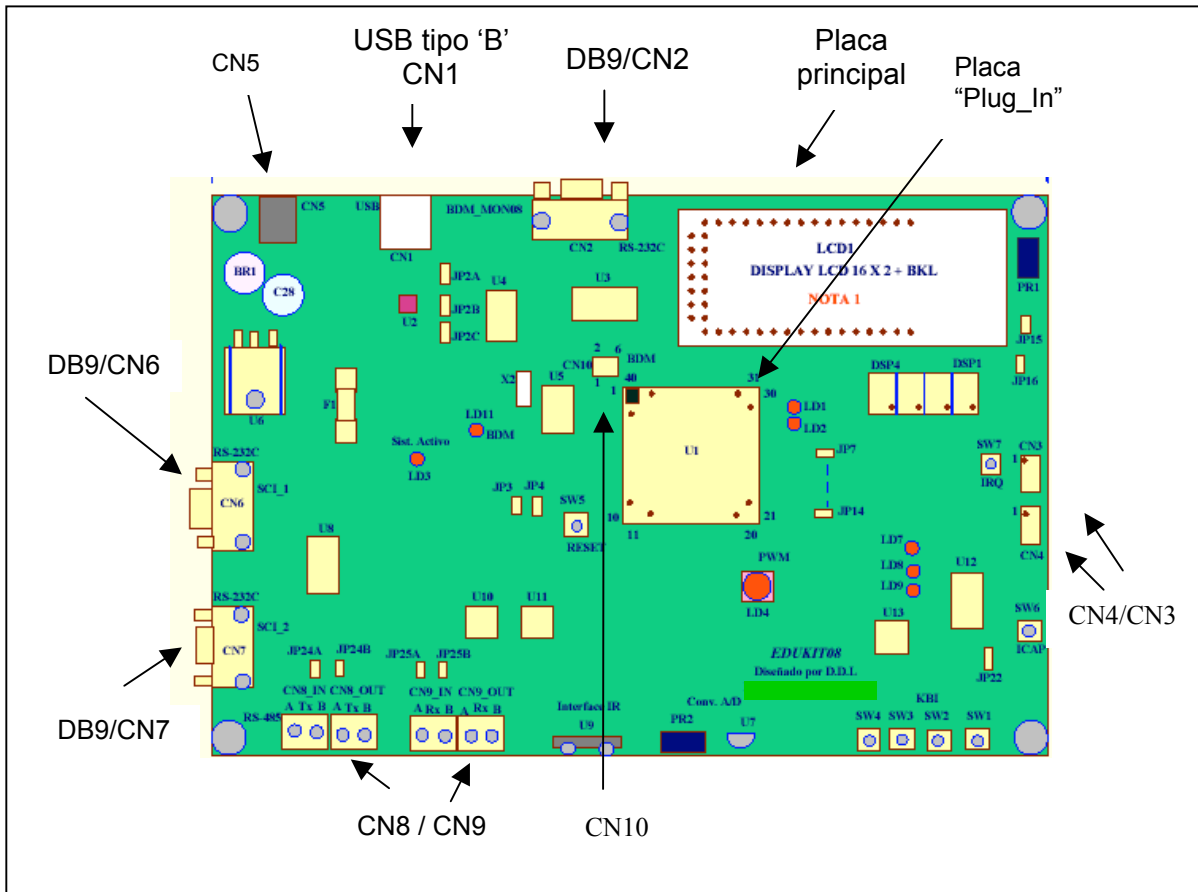 CN5
USB tipo ‘B’
CN1
DB9/CN2
Placa
principal
Placa
“Plug_In”
CN5
USB
BDM_MON08
CN1
CN2
RS-232C
LCD1
DISPLAY LCD 16 X 2 + BKL
NOTA 1
PR1
BR1
C28
JP2A
U4
U3
U2
JP2B
JP2C
JP15
JP16
DB9/CN6
2
6
CN10
BDM
1
1
40
31
30
DSP4
DSP1
X2
U5
U6
F1
LD11
BDM
LD1
LD2
U1
Sist. Activo
LD3
JP7
SW7
IRQ
1
CN3
RS-232C
SCI_1
CN6
JP3
JP4
SW5
RESET
10
11
21
20
JP14
1
CN4
U8
PWM
LD4
LD7
LD8
LD9
U12
CN4/CN3
RS-232C
SCI_2
CN7
U10
U11
U13
SW6
ICAP
JP24A
JP24B
JP25A
JP25B
EDUKIT08
Diseñado por D.D.L
JP22
DB9/CN7
CN8_IN
CN8_OUT
CN9_IN
CN9_OUT
RS-485
A Tx B
A Tx B
A Rx B
A Rx B
Interface IR
U9
Conv. A/D
PR2
U7
KBI
SW4
SW3
SW2
SW1
CN8 / CN9
CN10